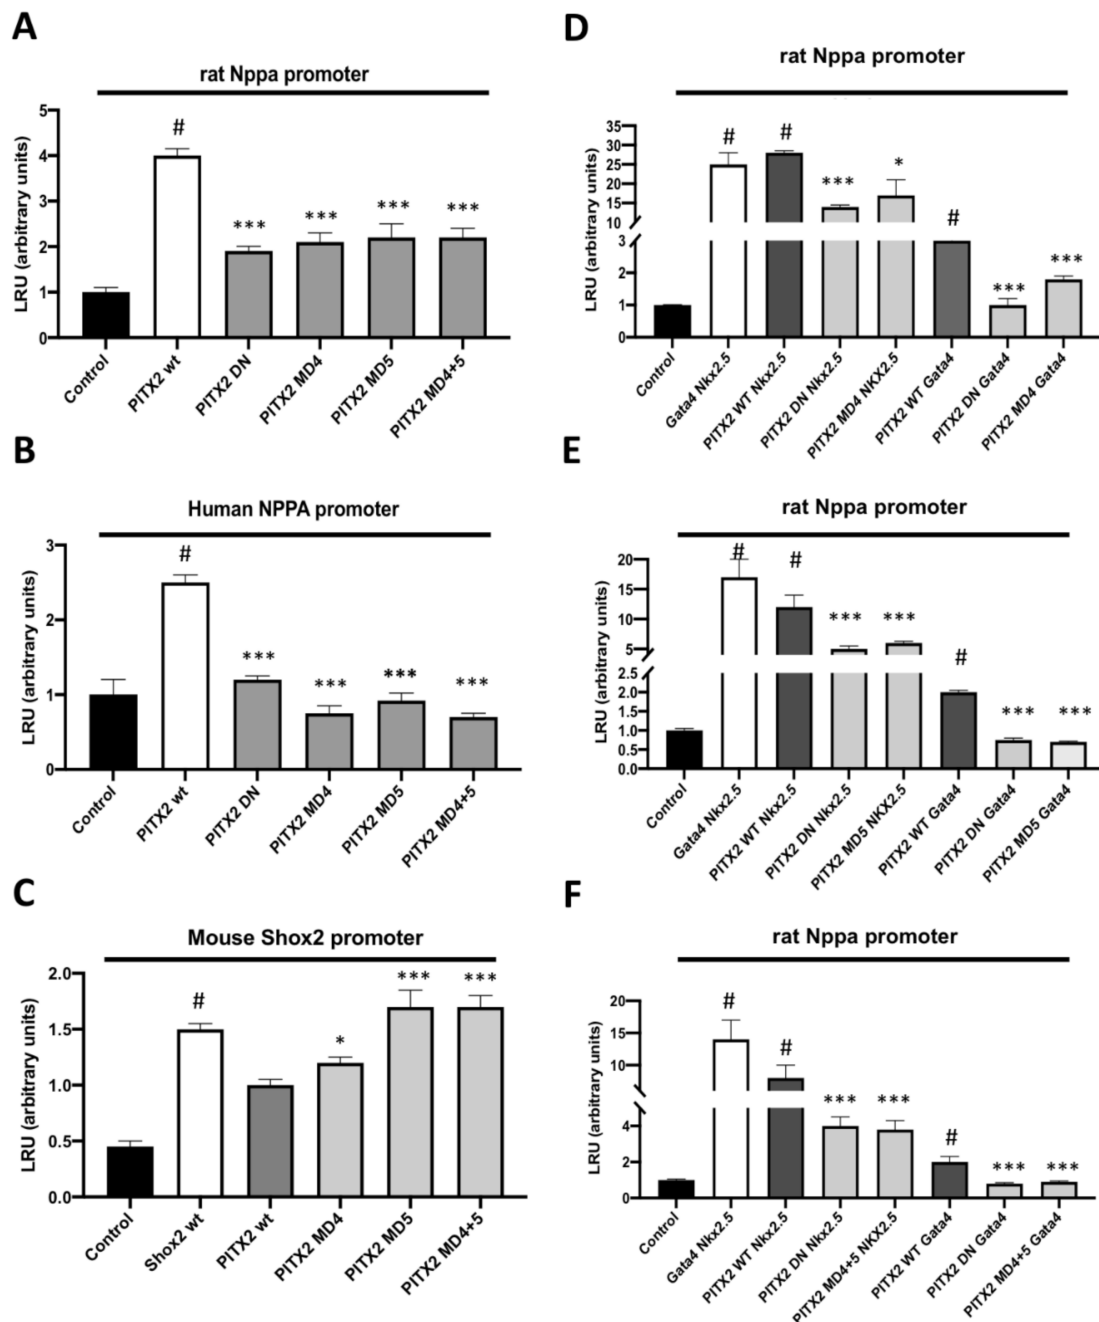 A
rat Nppa promoter
LRU (arbitrary units)
5
4
3
2
1
0
#
***
***
***
***
Control
PITX2 wt
PITX2 DN
PITX2 MD4
PITX2 MD5
PITX2 MD4+5
B
Human NPPA promoter
LRU (arbitrary units)
3
2
1
0
#
***
***
***
***
Control
PITX2 wt
PITX2 DN
PITX2 MD4
PITX2 MD5
PITX2 MD4+5
C
Mouse Shox2 promoter
LRU (arbitrary units)
2.0
1.5
1.0
0.5
0.0
#
*
***
***
Control
Shox2 wt
PITX2 wt
PITX2 MD4
PITX2 MD5
PITX2 MD4+5
D
rat Nppa promoter
LRU (arbitrary units)
35
30
25
20
15
10
3
2
1
0
#
#
***
*
#
***
***
Control
Gata4 Nkx2.5
PITX2 WT Nkx2.5
PITX2 DN Nkx2.5
PITX2 MD4 NKX2.5
PITX2 WT Gata4
PITX2 DN Gata4
PITX2 MD4 Gata4
E
rat Nppa promoter
LRU (arbitrary units)
20
15
10
5
2.5
2.0
1.5
1.0
0.5
0.0
#
#
***
***
#
***
***
Control
Gata4 Nkx2.5
PITX2 WT Nkx2.5
PITX2 DN Nkx2.5
PITX2 MD5 NKX2.5
PITX2 WT Gata4
PITX2 DN Gata4
PITX2 MD5 Gata4
F
rat Nppa promoter
LRU (arbitrary units)
20
15
10
4
2
0
#
#
***
***
#
***
***
Control
Gata4 Nkx2.5
PITX2 WT Nkx2.5
PITX2 DN Nkx2.5
PITX2 MD4+5 NKX2.5
PITX2 WT Gata4
PITX2 DN Gata4
PITX2 MD4+5 Gata4